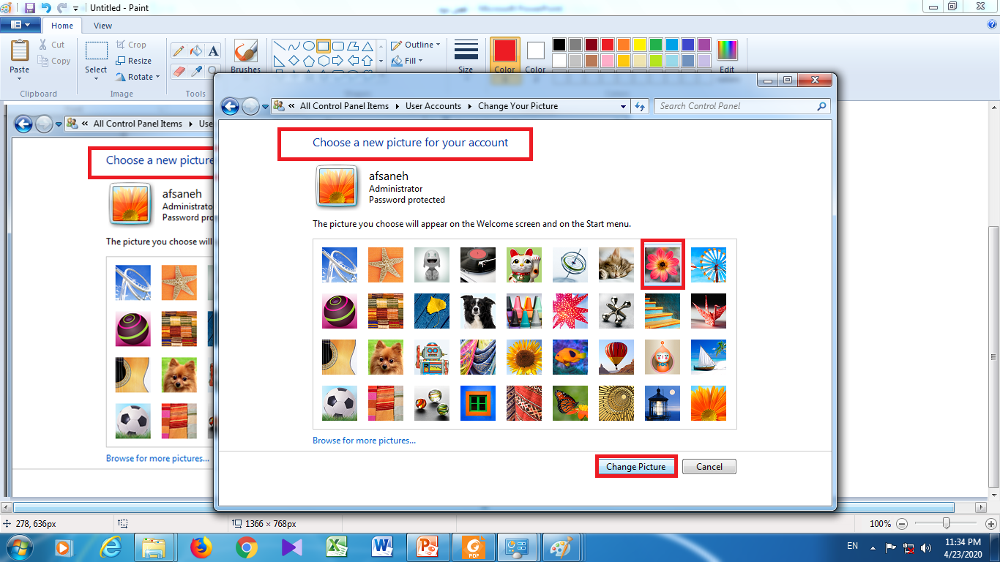 Untitled - Paint
Microsoft PowerPoint
Home
View
Paste
Cut
Copy
Clipboard
Select
Crop
Resize
Rotate
Image
A
Tools
Brushes
Outline
Fill
Size
Color
Color
Edit
All Control Panel Items
Use
Choose a new picture
afsaneh
Administrato
Password pro
The picture you choose will
Browse for more pictures...
All Control Panel Items
User Accounts
Change Your Picture
Search Control Panel
Choose a new picture for your account
afsaneh
Administrator
Password protected
The picture you choose will appear on the Welcome screen and on the Start menu.
Browse for more pictures...
Change Picture
Cancel
278, 636px
1366 × 768px
100%
PDF
EN
11:34 PM
4/23/2020